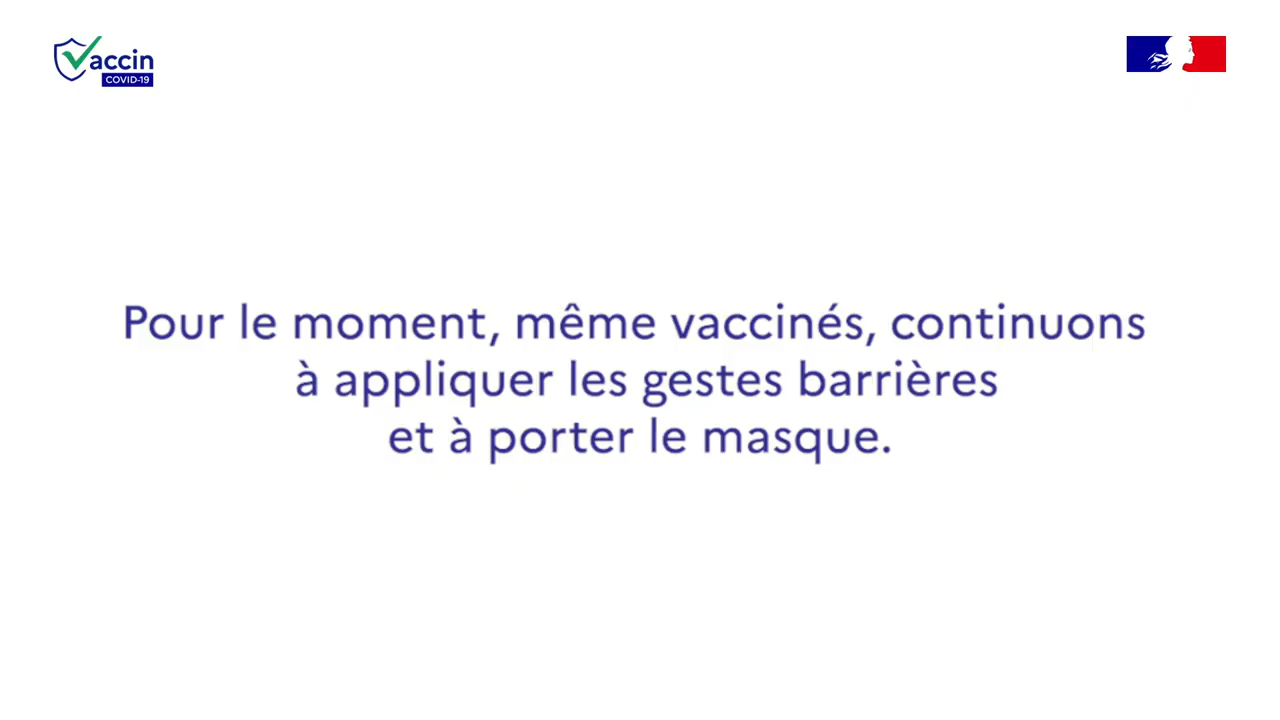 Vaccin
COVID-19
Pour le moment, même vaccinés, continuons
à appliquer les gestes barrières
et à porter le masque.